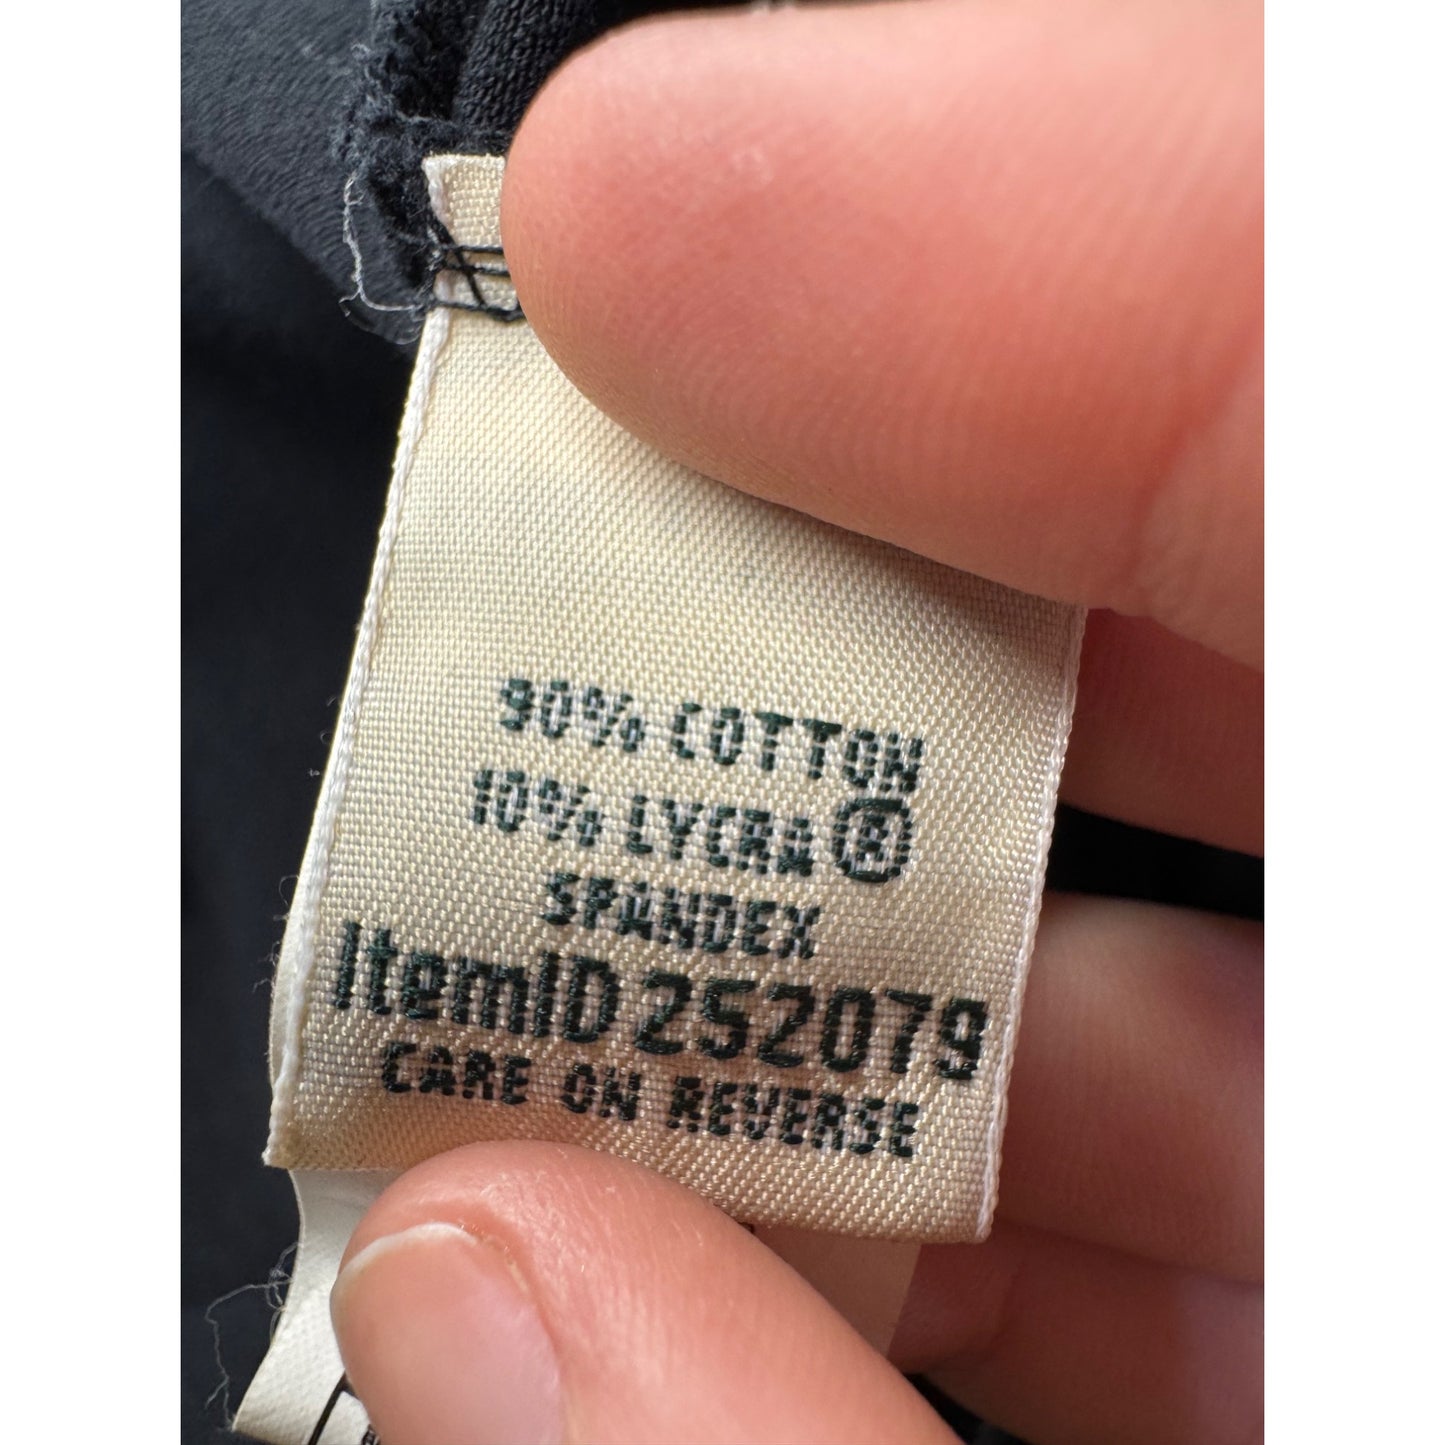 90% COTTON
10% LYCRA®
SPANDEX
ItemID 252079
CARE ON REVERSE